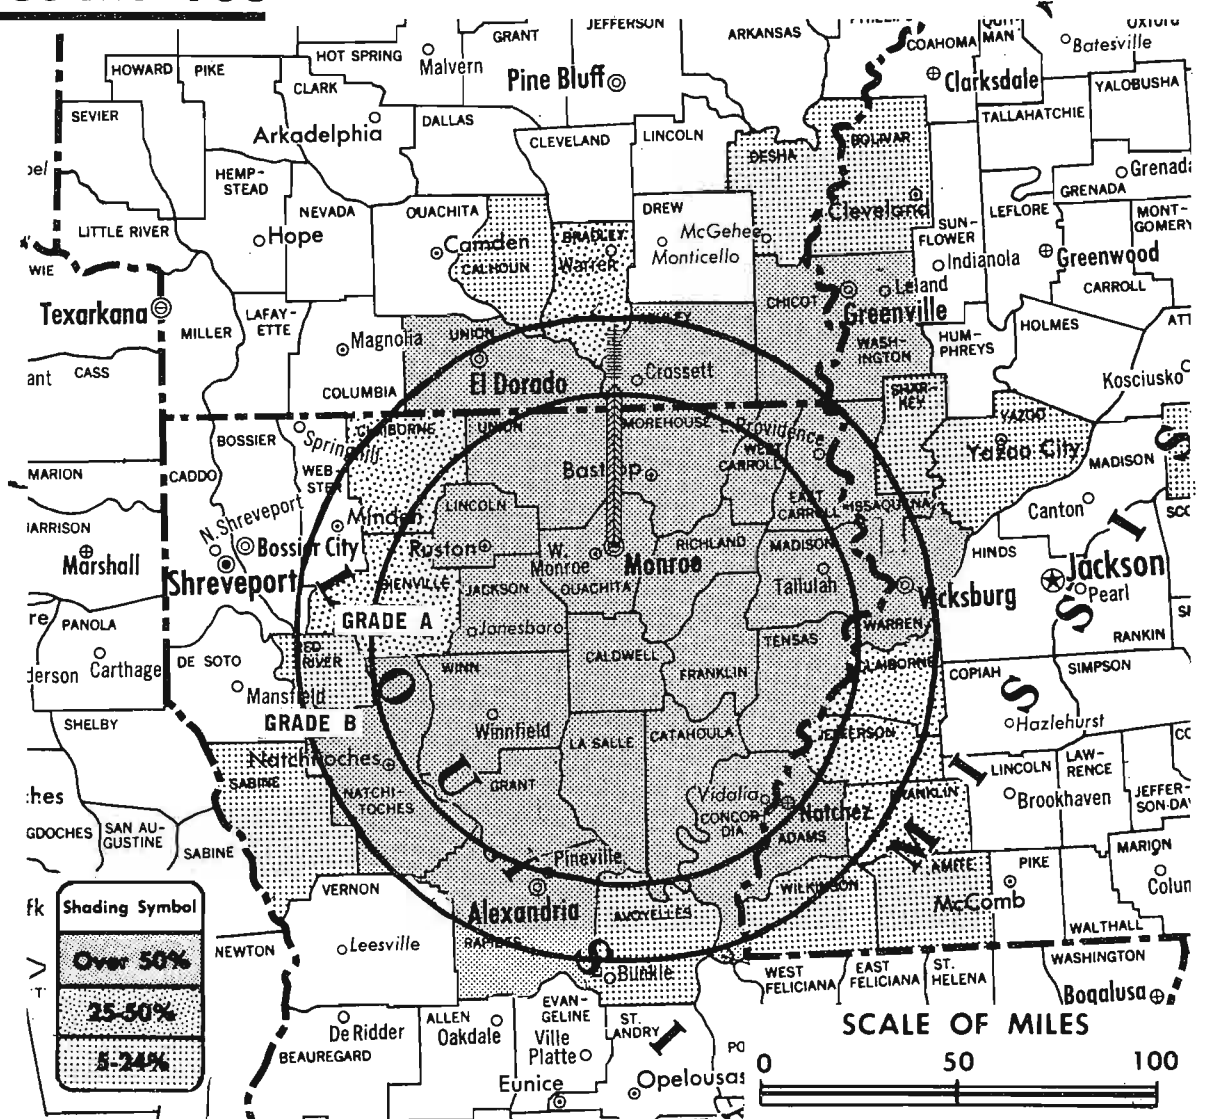 GRANT
JEFFERSON
ARKANSAS
QUIT-
MAN
HOT SPRING
Malvern
COAHOMA
Batesville
HOWARD
PIKE
CLARK
Pine Bluff
Clarksdale
YALOBUSHA
SEVIER
Arkadelphia
DALLAS
CLEVELAND
LINCOLN
DESHA
BOLIVAR
TALLAHATCHIE
Grenada
HEMP-
STEAD
NEVADA
OUACHITA
DREW
McGehee
Cleveland
GRENADA
LEFLORE
MONT-
GOMERY
LITTLE RIVER
Hope
Camden
CALHOUN
BRADLEY
Warren
Monticello
SUN-
FLOWER
Indianola
Greenwood
WIE
Texarkana
MILLER
LAFAY-
ETTE
CHICOT
Leland
Greenville
CARROLL
HOLMES
ATT
Magnolia
UNION
WASH-
INGTON
HUM-
PHREYS
ant
CASS
COLUMBIA
El Dorado
Crossett
SHAR-
KEY
Kosciusko
BOSSIER
Springhill
CLAIBORNE
UNION
MOREHOUSE
L. Providence
YAZOO
Yazoo City
MARION
CADDO
WEB-
STER
Bastrop
WEST
CARROLL
MADISON
S
N. Shreveport
Minden
LINCOLN
EAST
CARROLL
ISSAQUENA
Canton
SCO
HARRISON
Marshall
Bossier City
Ruston
W.
Monroe
Monroe
RICHLAND
MADISON
HINDS
I
Shreveport
L
BIENVILLE
JACKSON
OUACHITA
Tallulah
Vicksburg
Jackson
Pearl
PANOLA
GRADE A
Jonesboro
WARREN
S
RANKIN
Carthage
DE SOTO
RED
RIVER
WINN
CALDWELL
FRANKLIN
TENSAS
CLAIBORNE
COPIAH
SIMPSON
Mansfield
O
S
SHELBY
GRADE B
Winnfield
LA SALLE
CATAHOULA
JEFFERSON
Hazlehurst
Natchitoches
SABINE
U
GRANT
I
LINCOLN
LAW-
RENCE
NATCHI-
TOCHES
Vidalia
CONCOR-
DIA
Natchez
ADAMS
FRANKLIN
Brookhaven
JEFFER-
SON DAV
GDOCHES
SAN AU-
GUSTINE
SABINE
I
Pineville
M
AMITE
PIKE
MARION
VERNON
Alexandria
AVOYELLES
WILKINSON
McComb
Shading Symbol
Over 50%
25-50%
5-24%
NEWTON
Leesville
RAPIDES
S
Bunkie
WEST
FELICIANA
EAST
FELICIANA
ST.
HELENA
WALTHALL
WASHINGTON
Bogalusa
De Ridder
BEAUREGARD
ALLEN
Oakdale
EVAN-
GELINE
Ville
Platte
ST.
LANDRY
I
Eunice
Opelousas
SCALE OF MILES
0 50 100